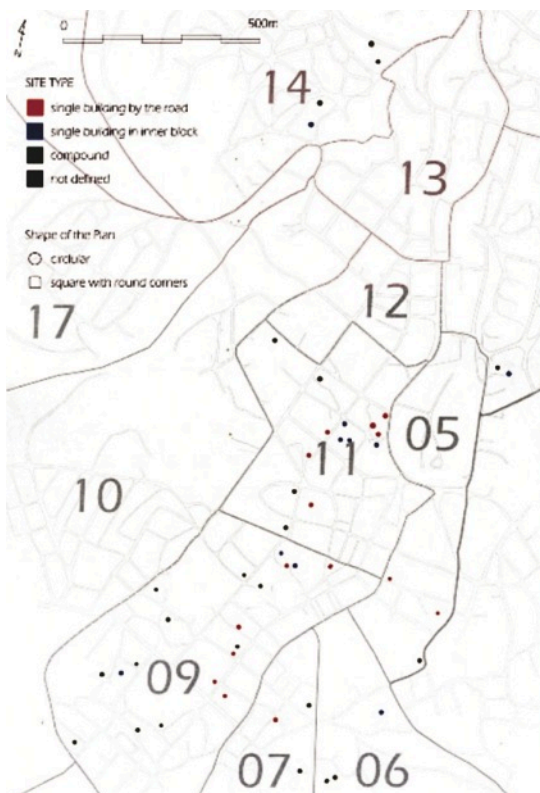 0 500m
SITE TYPE
single building by the road
single building in inner block
compound
not defined
Shape of the Plan
circular
square with round corners
14
13
12
17
05
11
10
09
07
06